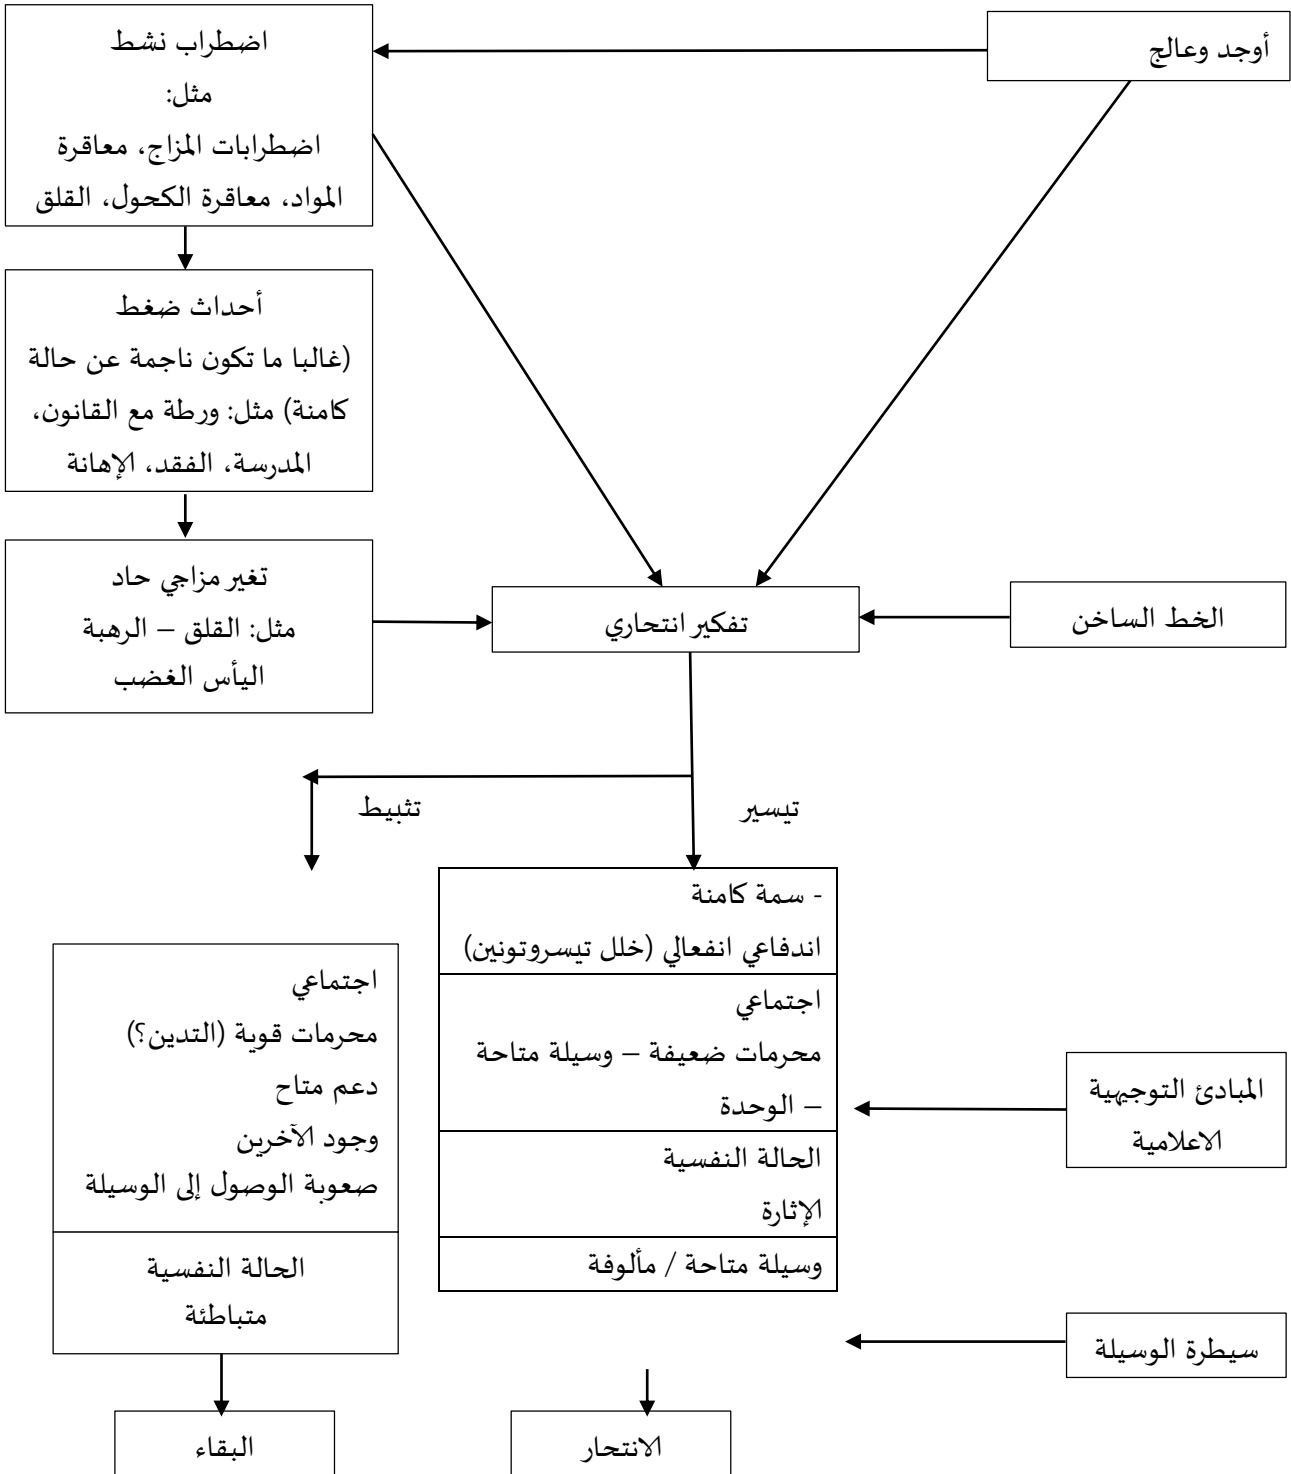 أوجد وعالج
اضطراب نشط
مثل:
اضطرابات المزاج، معاقرة
المواد، معاقرة الكحول، القلق
أحداث ضغط
(غالبا ما تكون ناجمة عن حالة
كامنة) مثل: ورطة مع القانون،
المدرسة، الفقد، الإهانة
تغير مزاجي حاد
مثل: القلق – الرهبة
اليأس الغضب
تفكير انتحاري
الخط الساخن
تيسير
تثبيط
- سمة كامنة
اندفاعي انفعالي (خلل تيسروتونين)
اجتماعي
محرمات ضعيفة – وسيلة متاحة
– الوحدة
الحالة النفسية
الإثارة
وسيلة متاحة / مألوفة
اجتماعي
محرمات قوية (التدين؟)
دعم متاح
وجود الآخرين
صعوبة الوصول إلى الوسيلة
الحالة النفسية
متباطئة
المبادئ التوجيهية
الاعلامية
سيطرة الوسيلة
الانتحار
البقاء